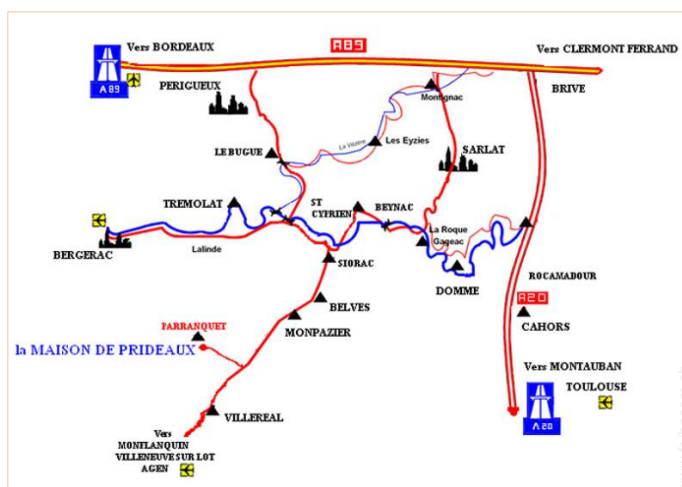 Vers BORDEAUX
A89
Vers CLERMONT FERRAND
A 89
PERIGUEUX
BRIVE
Montignac
La Vézère
Les Eyzies
LE BUGUE
SARLAT
TREMOLAT
ST
CYPRIEN
BEYNAC
La Roque
Gageac
BERGERAC
Lalinde
SIORAC
DOMME
ROCAMADOUR
A20
BELVES
MONPAZIER
CAHORS
PARRANQUET
la MAISON DE PRIDEAUX
Vers MONTAUBAN
TOULOUSE
VILLEREAL
A 20
Vers
MONFLANQUIN
VILLENEUVE SUR LOT
AGEN